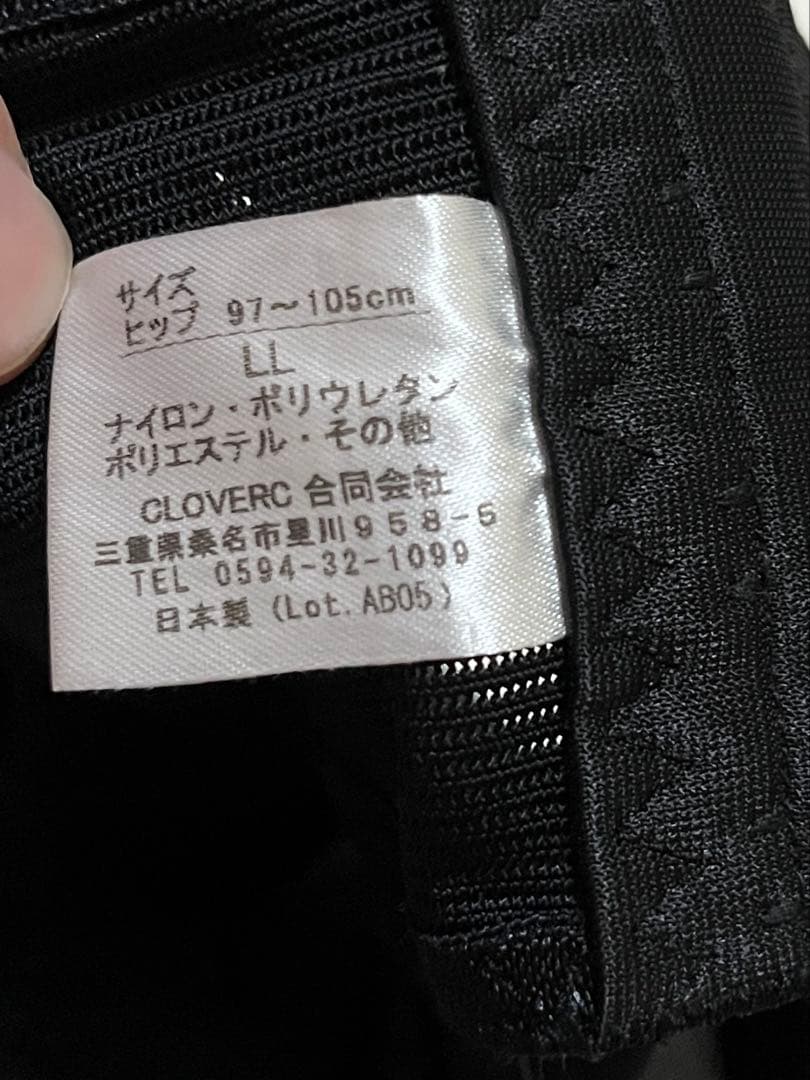 サイズ
ヒップ 97～105cm
LL
ナイロン・ポリウレタン
ポリエステル・その他
CLOVERC 合同会社
三重県桑名市星川958-5
TEL 0594-32-1099
日本製 (Lot.AB05)